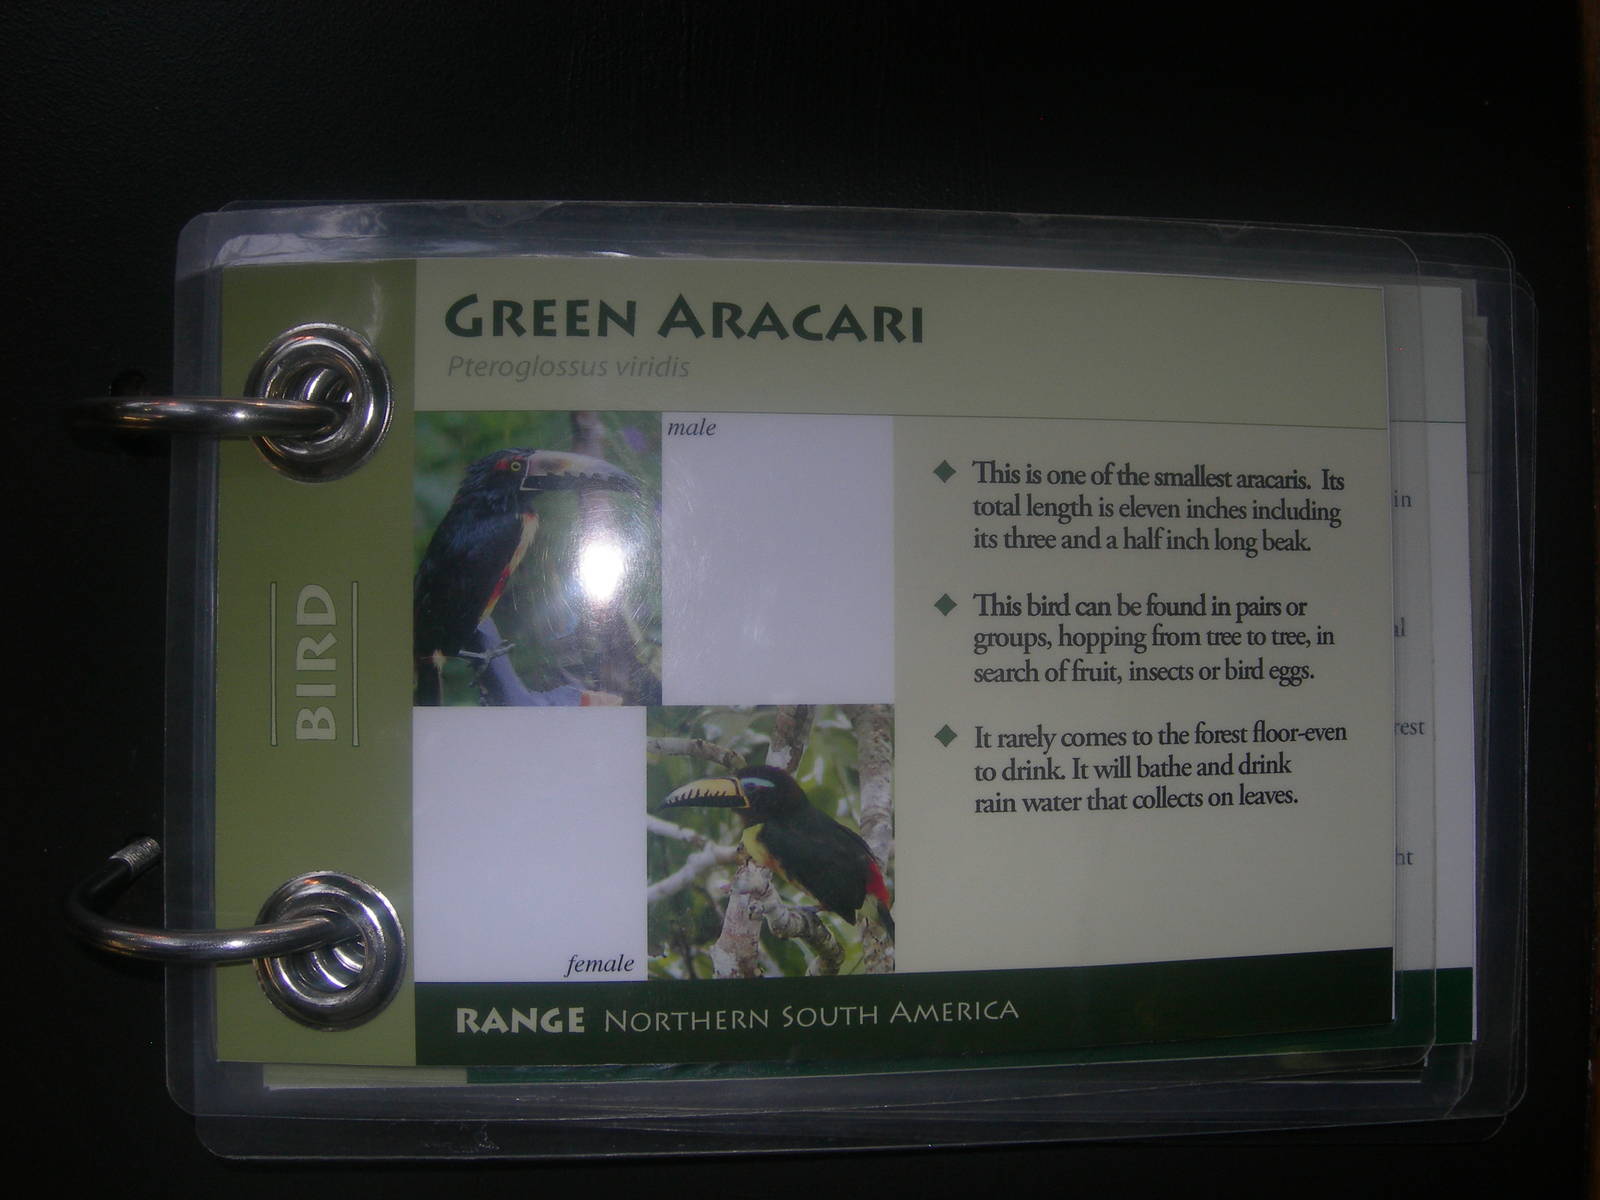 GREEN ARACARI
Pteroglossus viridis
male
This is one of the smallest aracaris. Its
total length is eleven inches including
its three and a half inch long beak.
This bird can be found in pairs or
groups, hopping from tree to tree, in
search of fruit, insects or bird eggs.
It rarely comes to the forest floor-even
to drink. It will bathe and drink
rain water that collects on leaves.
female
BIRD
RANGE NORTHERN SOUTH AMERICA
in